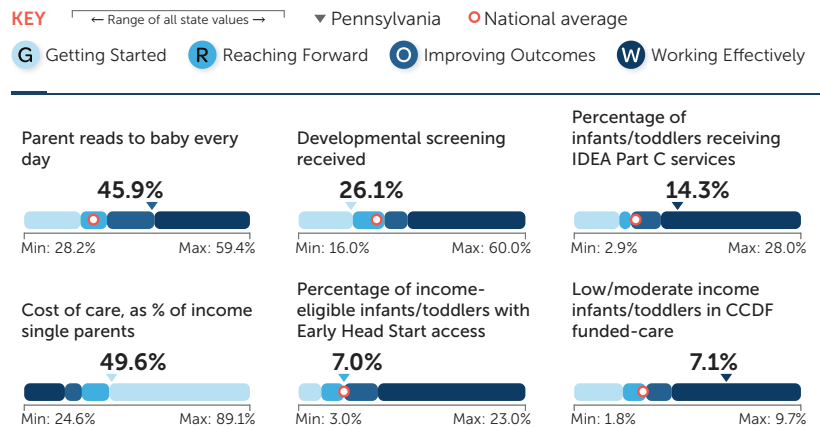 KEY
← Range of all state values →
Pennsylvania
National average
G Getting Started
R Reaching Forward
O Improving Outcomes
W Working Effectively
Parent reads to baby every
day
45.9%
Min: 28.2%
Max: 59.4%
Developmental screening
received
26.1%
Min: 16.0%
Max: 60.0%
Percentage of
infants/toddlers receiving
IDEA Part C services
14.3%
Min: 2.9%
Max: 28.0%
Cost of care, as % of income
single parents
49.6%
Min: 24.6%
Max: 89.1%
Percentage of income-
eligible infants/toddlers with
Early Head Start access
7.0%
Min: 3.0%
Max: 23.0%
Low/moderate income
infants/toddlers in CCDF
funded-care
7.1%
Min: 1.8%
Max: 9.7%